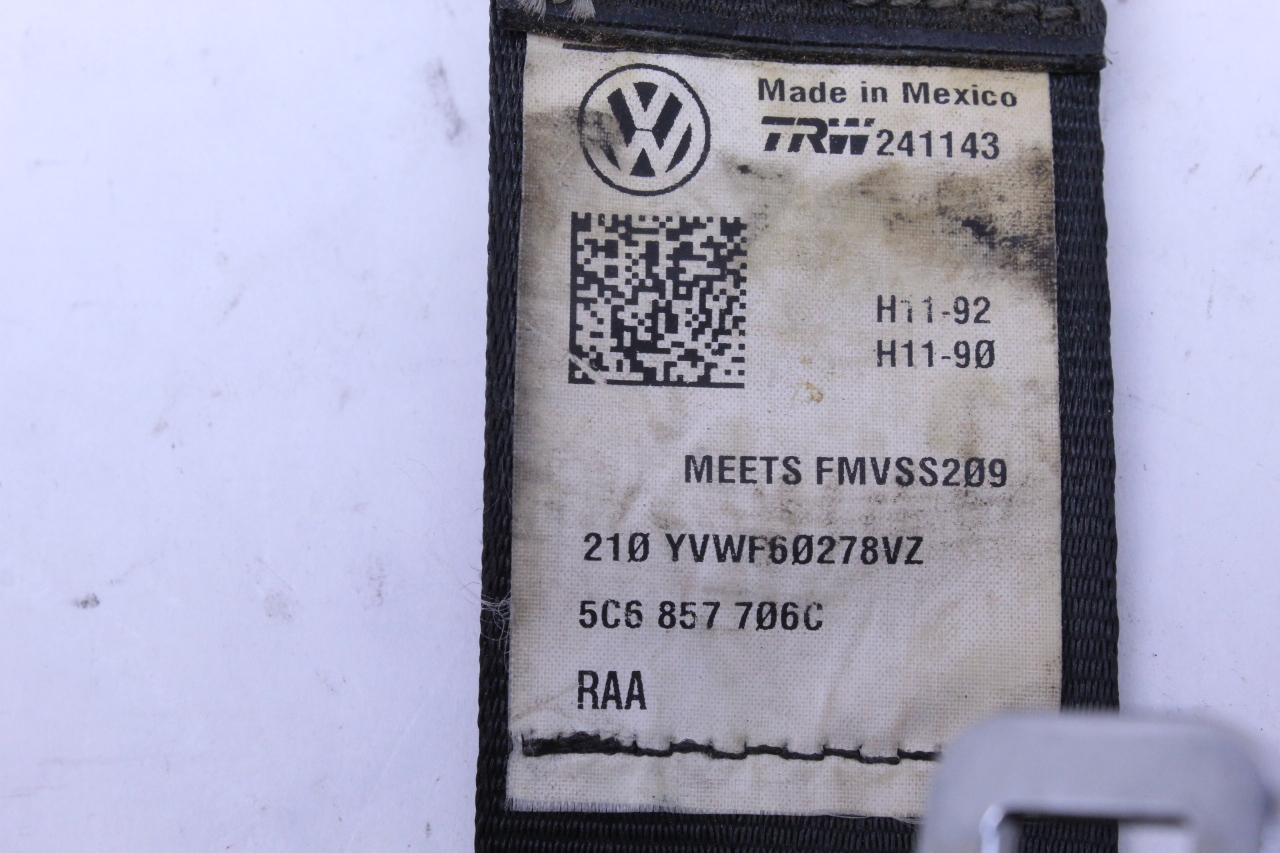 Made in Mexico
TRW 241143
H11-92
H11-90
MEETS FMVSS209
210 YVWF60278VZ
5C6 857 706C
RAA